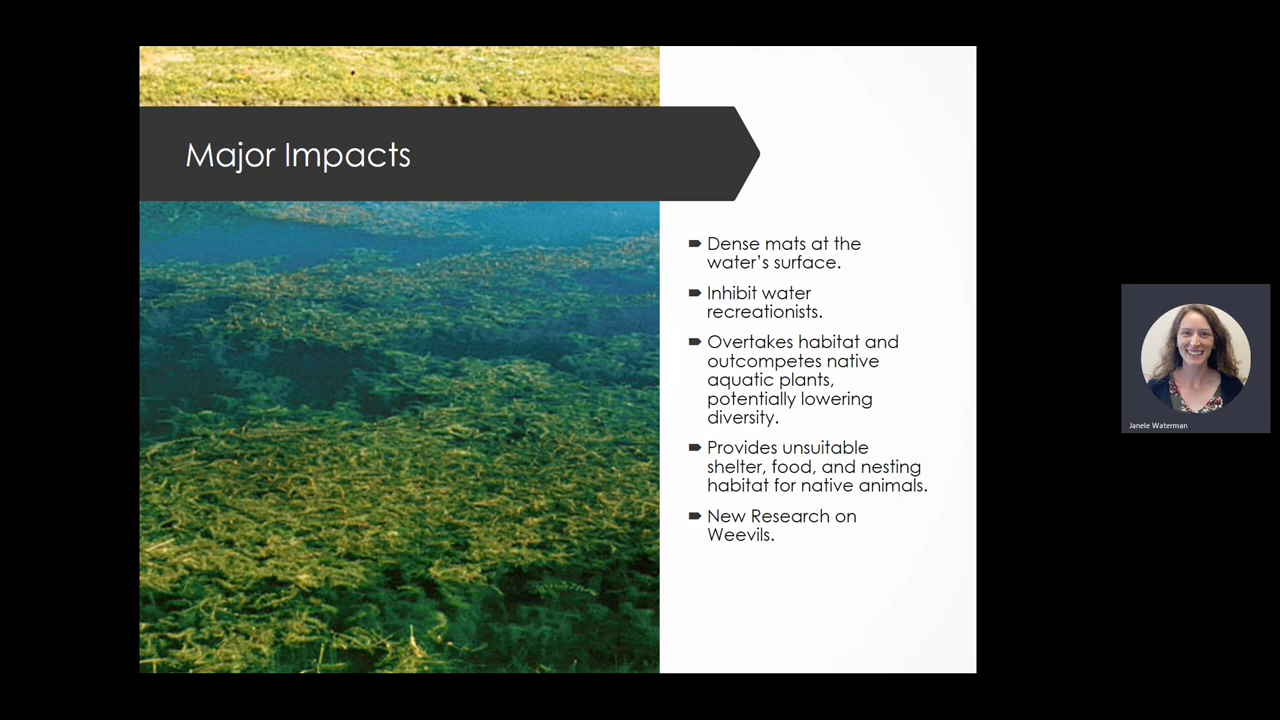 Major Impacts
Dense mats at the
water's surface.
Inhibit water
recreationists.
Overtakes habitat and
outcompetes native
aquatic plants,
potentially lowering
diversity.
Provides unsuitable
shelter, food, and nesting
habitat for native animals.
New Research on
Weevils.
Janele Waterman